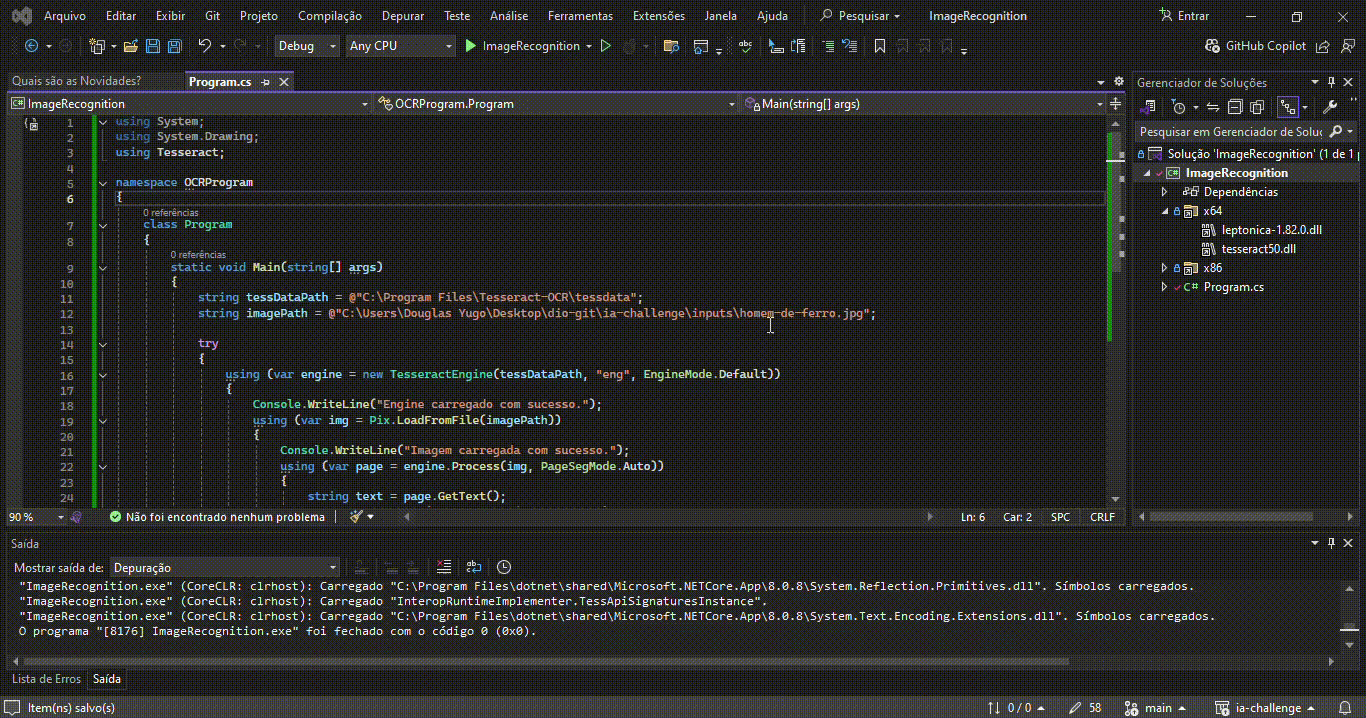 Arquivo Editar Exibir Git Projeto Compilação Depurar Teste Análise Ferramentas Extensões Janela Ajuda Pesquisar ImageRecognition Entrar
Debug Any CPU ImageRecognition GitHub Copilot
Quais são as Novidades? Program.cs
ImageRecognition OCRProgram.Program Main(string[] args)
1 using System;
2 using System.Drawing;
3 using Tesseract;
4
5 namespace OCRProgram
6 {
0 referências
7 class Program
8 {
0 referências
9 static void Main(string[] args)
10 {
11 string tessDataPath = @"C:\Program Files\Tesseract-OCR\tessdata";
12 string imagePath = @"C:\Users\Douglas Yugo\Desktop\dio-git\ia-challenge\inputs\homem-de-ferro.jpg";
13
14 try
15 {
16 using (var engine = new TesseractEngine(tessDataPath, "eng", EngineMode.Default))
17 {
18 Console.WriteLine("Engine carregado com sucesso.");
19 using (var img = Pix.LoadFromFile(imagePath))
20 {
21 Console.WriteLine("Imagem carregada com sucesso.");
22 using (var page = engine.Process(img, PageSegMode.Auto))
23 {
24 string text = page.GetText();
90 % Não foi encontrado nenhum problema Ln: 6 Car: 2 SPC CRLF
Gerenciador de Soluções
Pesquisar em Gerenciador de Soluç
Solução 'ImageRecognition' (1 de 1
ImageRecognition
Dependências
x64
leptonica-1.82.0.dll
tesseract50.dll
x86
C# Program.cs
Saída
Mostrar saída de: Depuração
"ImageRecognition.exe" (CoreCLR: clrhost): Carregado "C:\Program Files\dotnet\shared\Microsoft.NETCore.App\8.0.8\System.Reflection.Primitives.dll". Símbolos carregados.
"ImageRecognition.exe" (CoreCLR: clrhost): Carregado "InteropRuntimeImplementer.TessApiSignaturesInstance".
"ImageRecognition.exe" (CoreCLR: clrhost): Carregado "C:\Program Files\dotnet\shared\Microsoft.NETCore.App\8.0.8\System.Text.Encoding.Extensions.dll". Símbolos carregados.
O programa "[8176] ImageRecognition.exe" foi fechado com o código 0 (0x0).
Lista de Erros Saída
Item(ns) salvo(s) 0 / 0 58 main ia-challenge